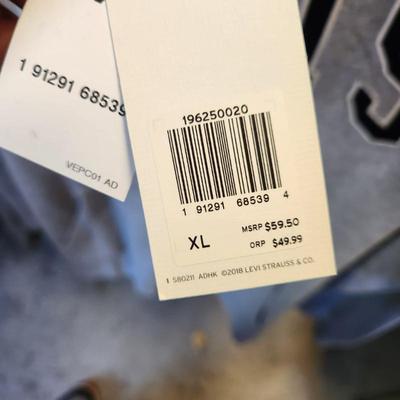 1 91291 68539
VEPC01 AD
196250020
1 91291 68539 4
XL
MSRP $59.50
ORP $49.99
1 580211 ADHK ©2018 LEVI STRAUSS & CO.